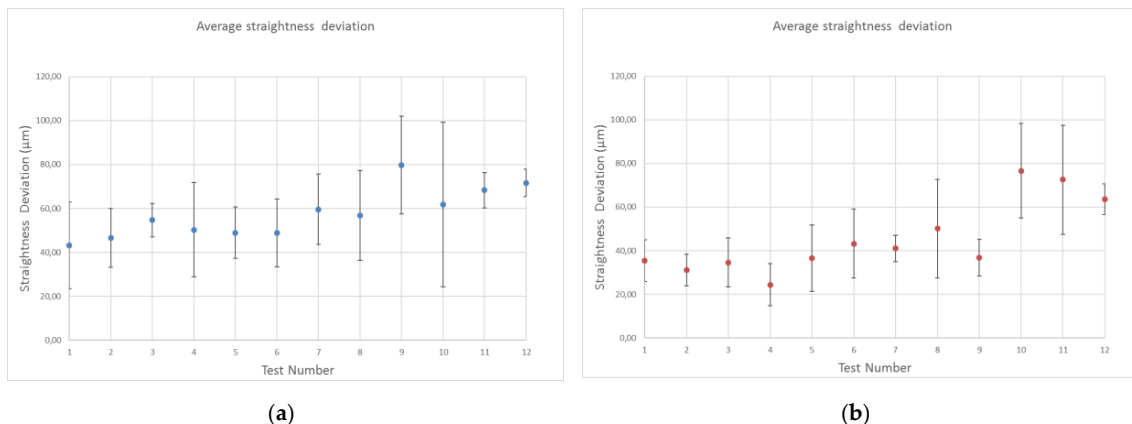 Average straightness deviation
120,00
100,00
80,00
60,00
40,00
20,00
0,00
Straightness Deviation (µm)
1 2 3 4 5 6 7 8 9 10 11 12
Test Number
(a)
Average straightness deviation
120,00
100,00
80,00
60,00
40,00
20,00
0,00
Straightness Deviation (µm)
1 2 3 4 5 6 7 8 9 10 11 12
Test Number
(b)